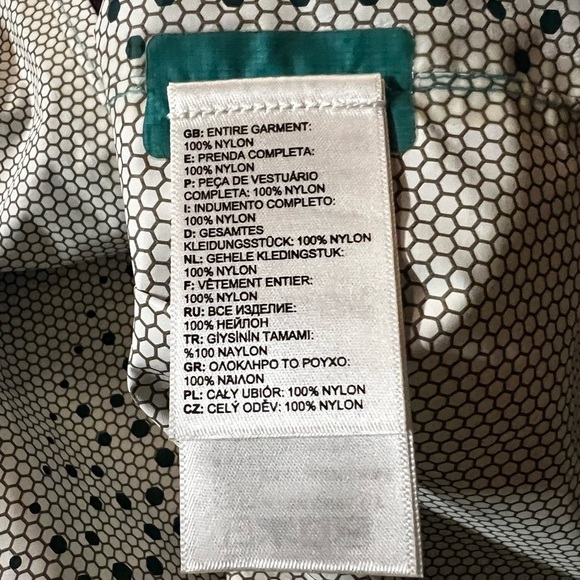 GB: ENTIRE GARMENT:
100% NYLON
E: PRENDA COMPLETA:
100% NYLON
P: PEÇA DE VESTUÁRIO
COMPLETA: 100% NYLON
I: INDUMENTO COMPLETO:
100% NYLON
D: GESAMTES
KLEIDUNGSSTÜCK: 100% NYLON
NL: GEHELE KLEDINGSTUK:
100% NYLON
F: VÊTEMENT ENTIER:
100% NYLON
RU: ВСЕ ИЗДЕЛИЕ:
100% НЕЙЛОН
TR: GİYSİNİN TAMAMI:
%100 NAYLON
GR: ΟΛΟΚΛΗΡΟ ΤΟ ΡΟΥΧΟ:
100% ΝΑΙΛΟΝ
PL: CAŁY UBIÓR: 100% NYLON
CZ: CELÝ ODĚV: 100% NYLON